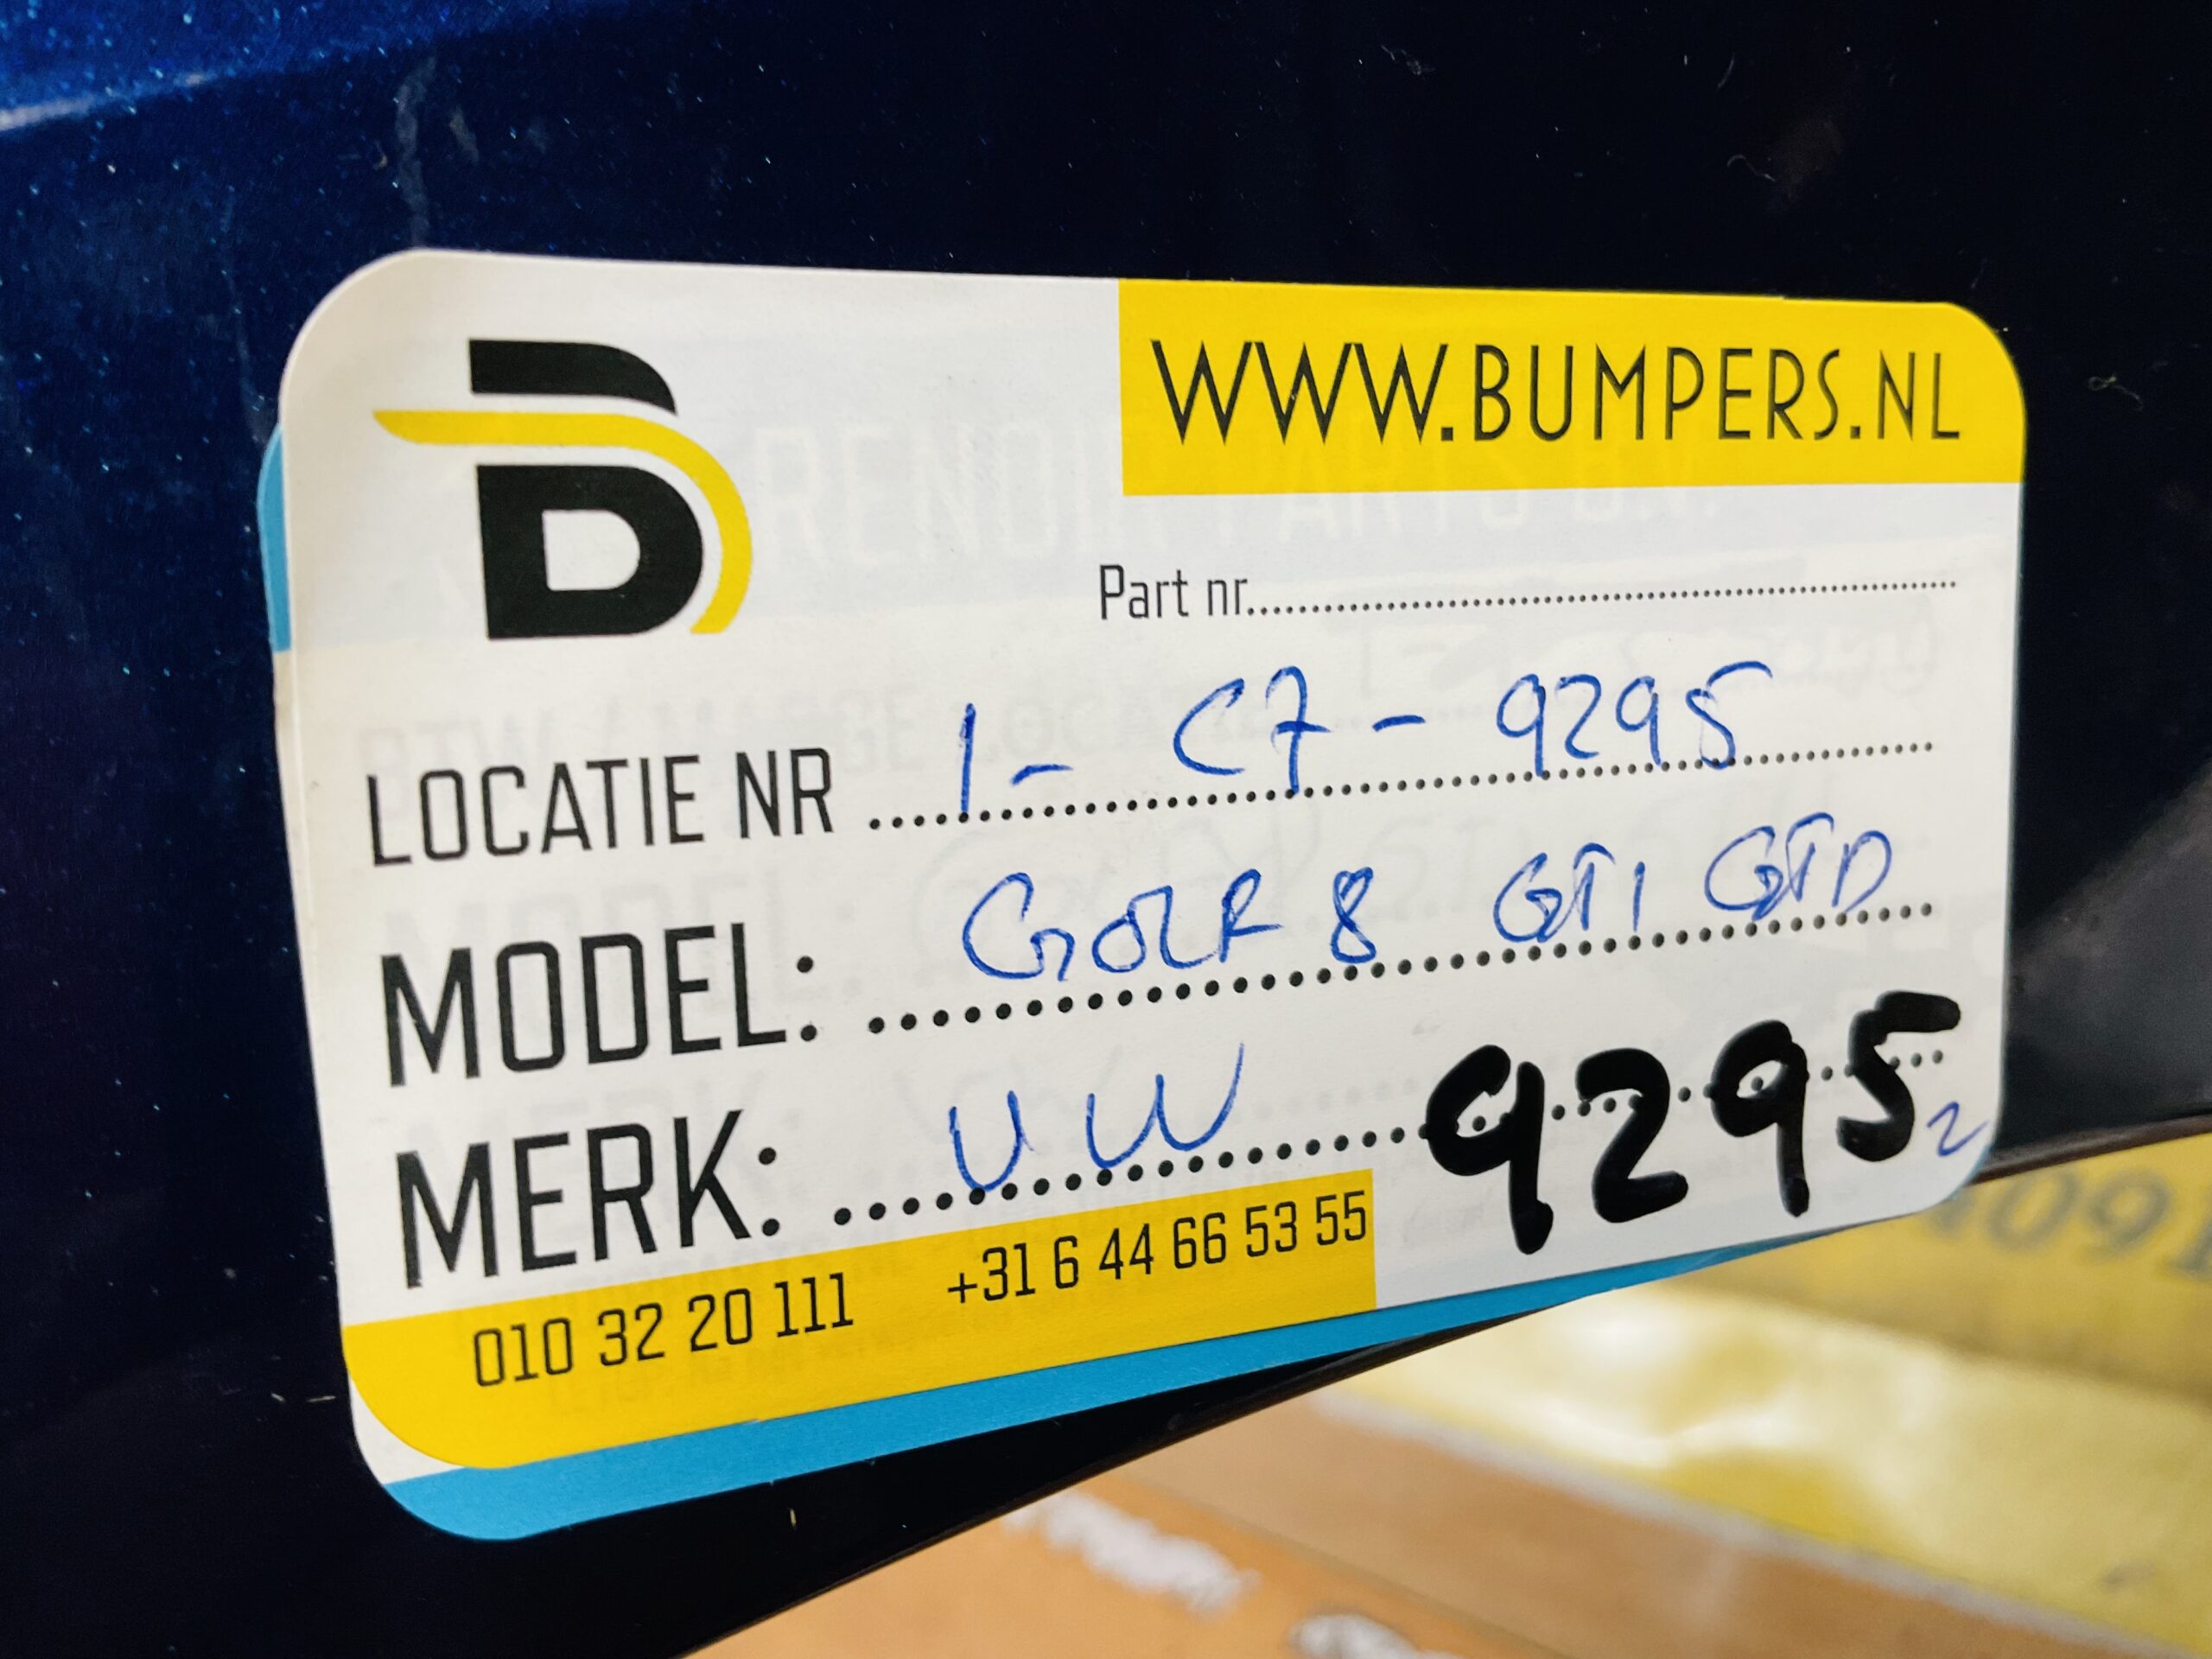 WWW.BUMPERS.NL
Part nr.
LOCATIE NR 1 - C7 - 9295
MODEL: GOLF 8 GTI GTD
MERK: VW 9295 2
010 32 20 111 +31 6 44 66 53 55